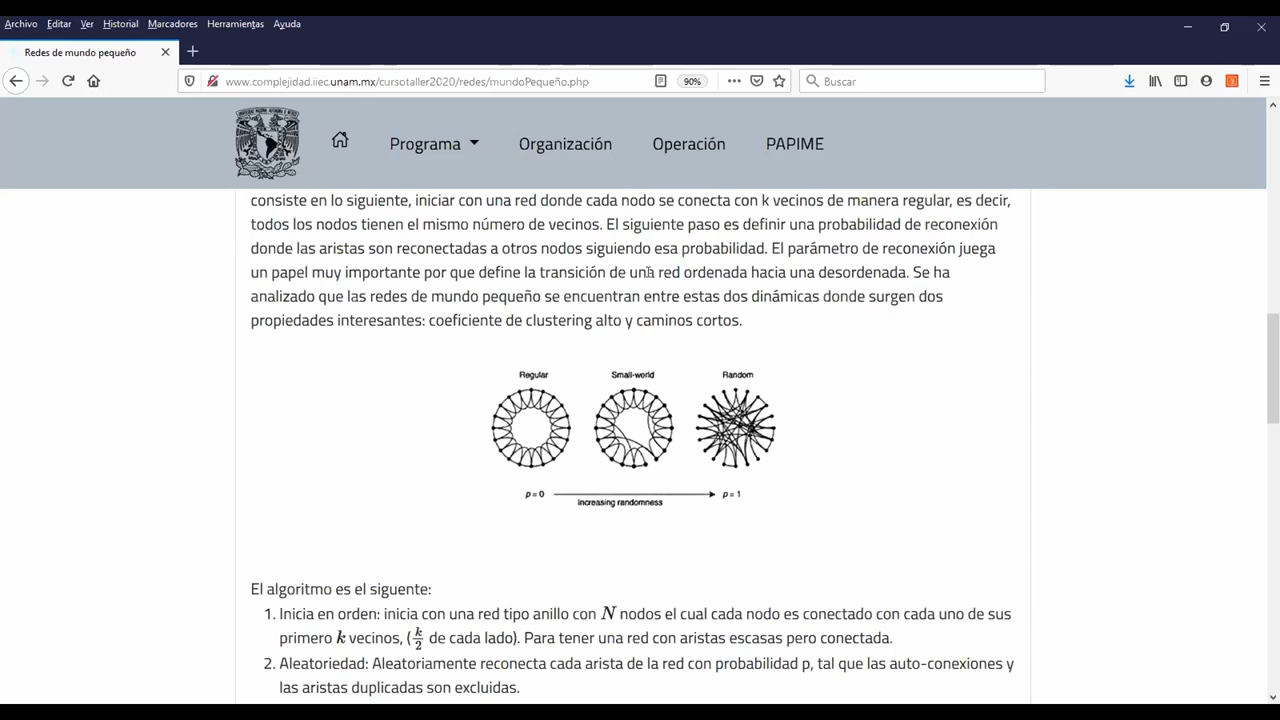 Archivo Editar Ver Historial Marcadores Herramientas Ayuda
Redes de mundo pequeño
www.complejidad.iiec.unam.mx/cursotaller2020/redes/mundoPequeño.php 90% Buscar
Programa Organización Operación PAPIME
consiste en lo siguiente, iniciar con una red donde cada nodo se conecta con k vecinos de manera regular, es decir,
todos los nodos tienen el mismo número de vecinos. El siguiente paso es definir una probabilidad de reconexión
donde las aristas son reconectadas a otros nodos siguiendo esa probabilidad. El parámetro de reconexión juega
un papel muy importante por que define la transición de una red ordenada hacia una desordenada. Se ha
analizado que las redes de mundo pequeño se encuentran entre estas dos dinámicas donde surgen dos
propiedades interesantes: coeficiente de clustering alto y caminos cortos.
Regular Small-world Random
p = 0 p = 1
increasing randomness
El algoritmo es el siguente:
1. Inicia en orden: inicia con una red tipo anillo con N nodos el cual cada nodo es conectado con cada uno de sus
primero k vecinos, (k/2 de cada lado). Para tener una red con aristas escasas pero conectada.
2. Aleatoriedad: Aleatoriamente reconecta cada arista de la red con probabilidad p, tal que las auto-conexiones y
las aristas duplicadas son excluidas.